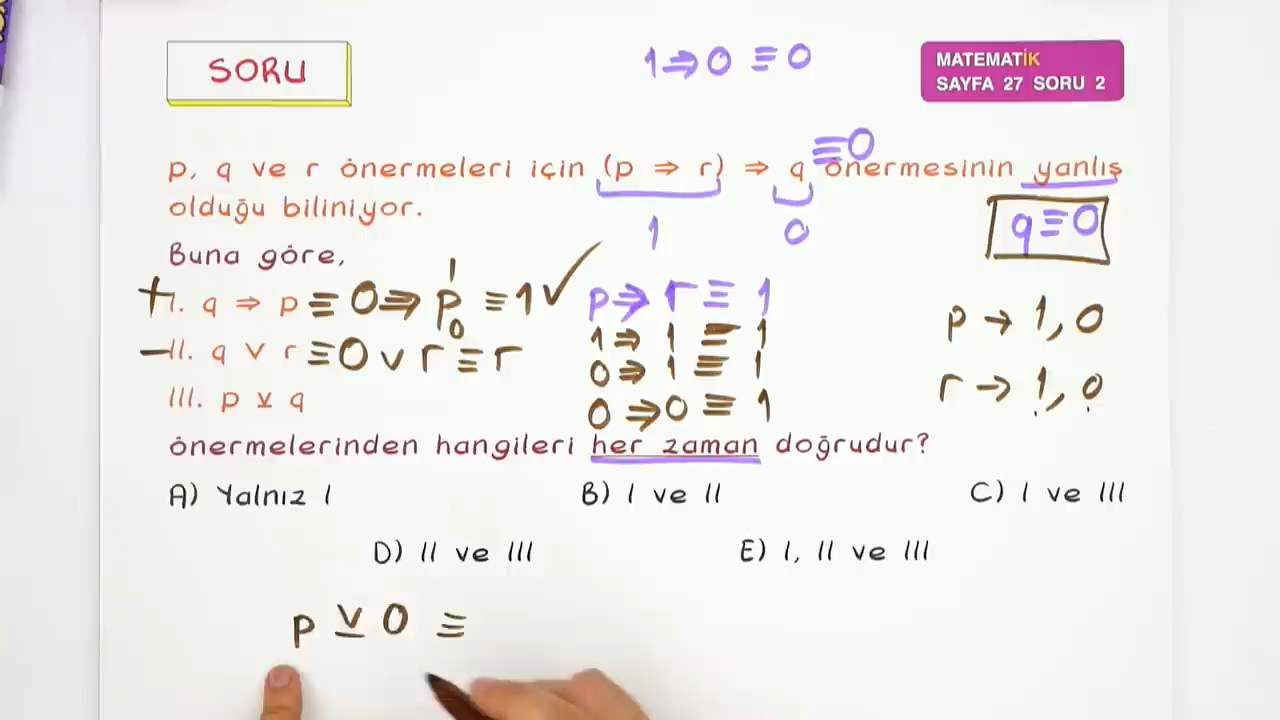 SORU
1 ⇒ 0 ≡ 0
MATEMATİK
SAYFA 27 SORU 2
≡ 0
p, q ve r önermeleri için (p ⇒ r) ⇒ q önermesinin yanlış
olduğu biliniyor.
1 0
q ≡ 0
Buna göre,
+ I. q ⇒ p ≡ 0 ⇒ p ≡ 1 ✓
1
0
p ⇒ r ≡ 1
p → 1, 0
1 ⇒ 1 ≡ 1
− II. q ∨ r ≡ 0 ∨ r ≡ r
0 ⇒ 1 ≡ 1
r → 1, 0
III. p ⊻ q
0 ⇒ 0 ≡ 1
önermelerinden hangileri her zaman doğrudur?
A) Yalnız I
B) I ve II
C) I ve III
D) II ve III
E) I, II ve III
p ⊻ 0 ≡